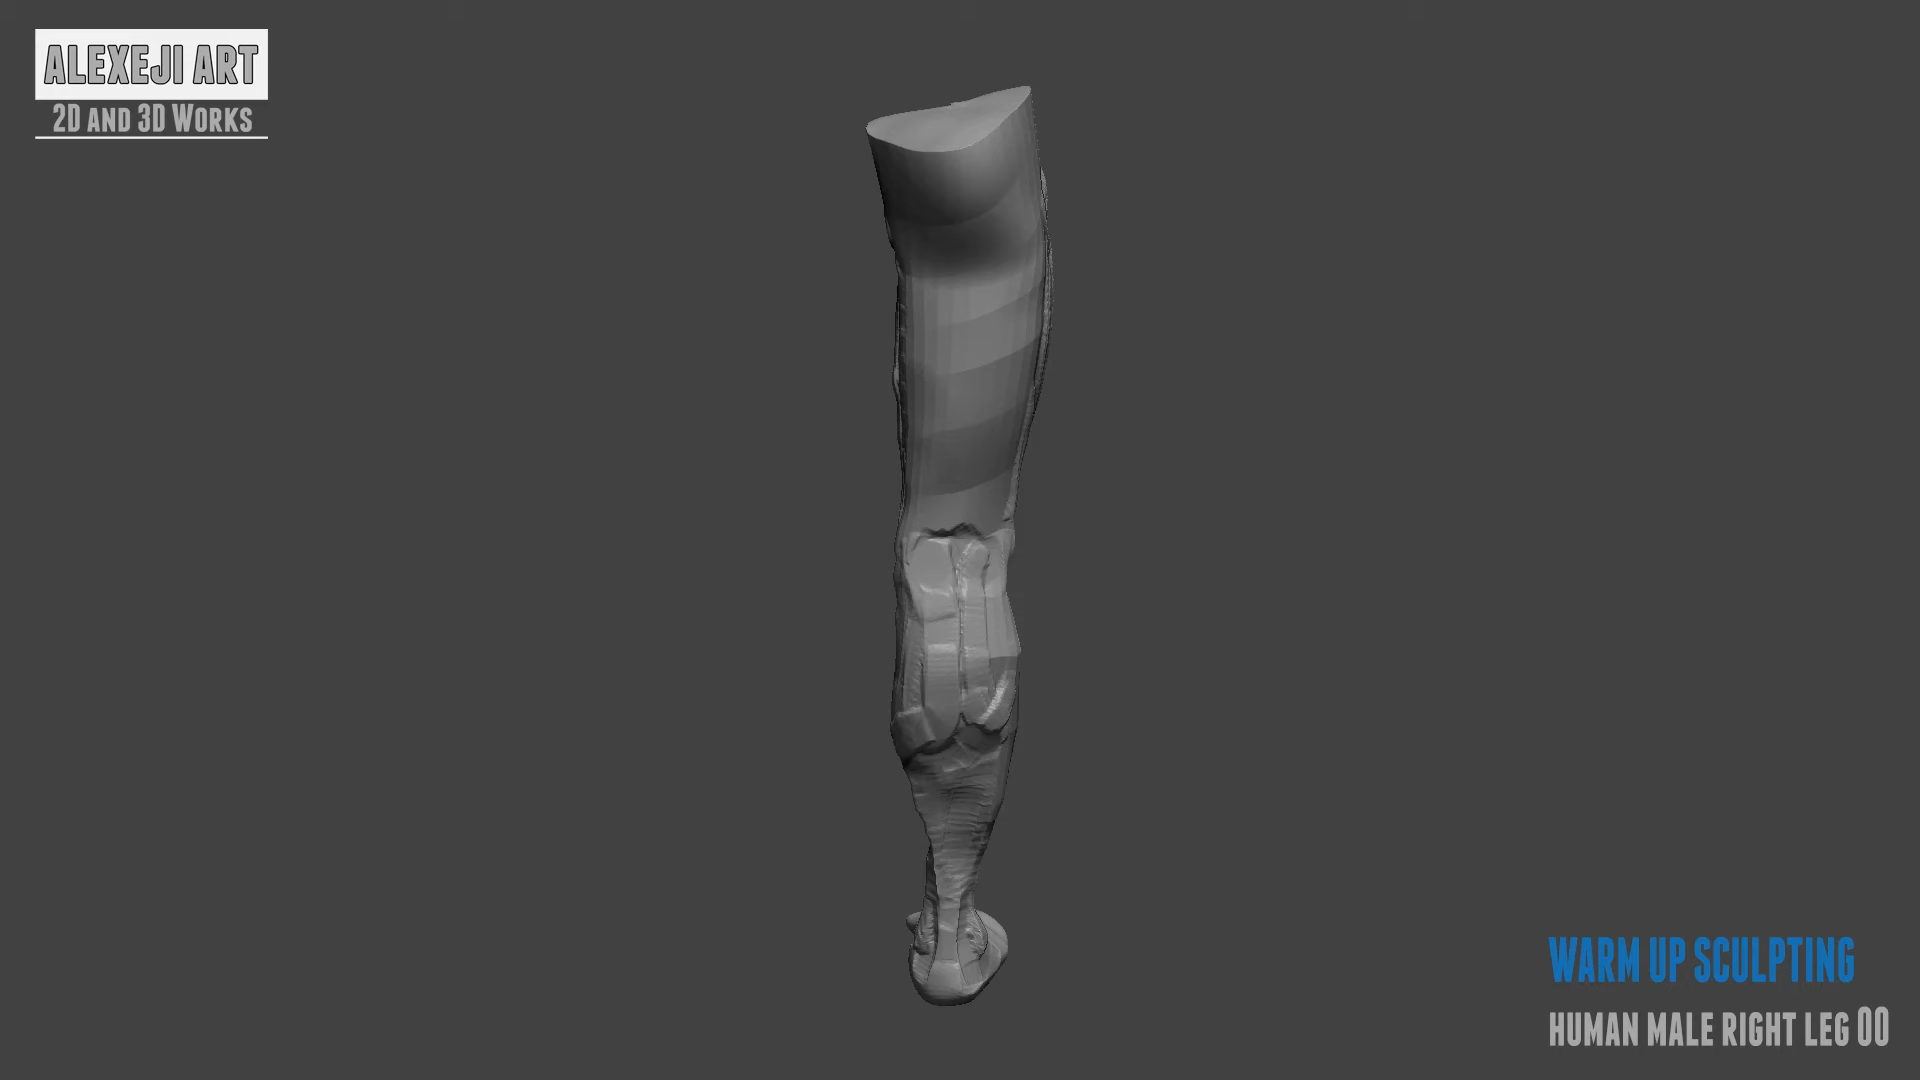 ALEXEJI ART
2D AND 3D WORKS
WARM UP SCULPTING
HUMAN MALE RIGHT LEG 00